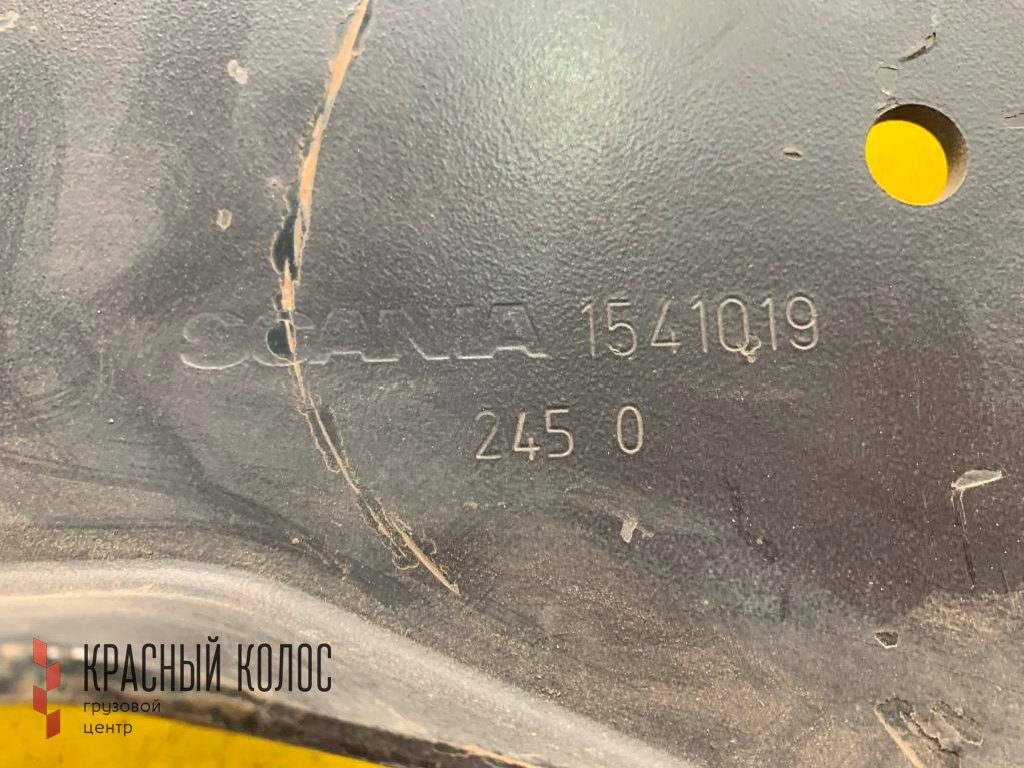 SCANIA 1541019
245 0
КРАСНЫЙ КОЛОС
грузовой
центр